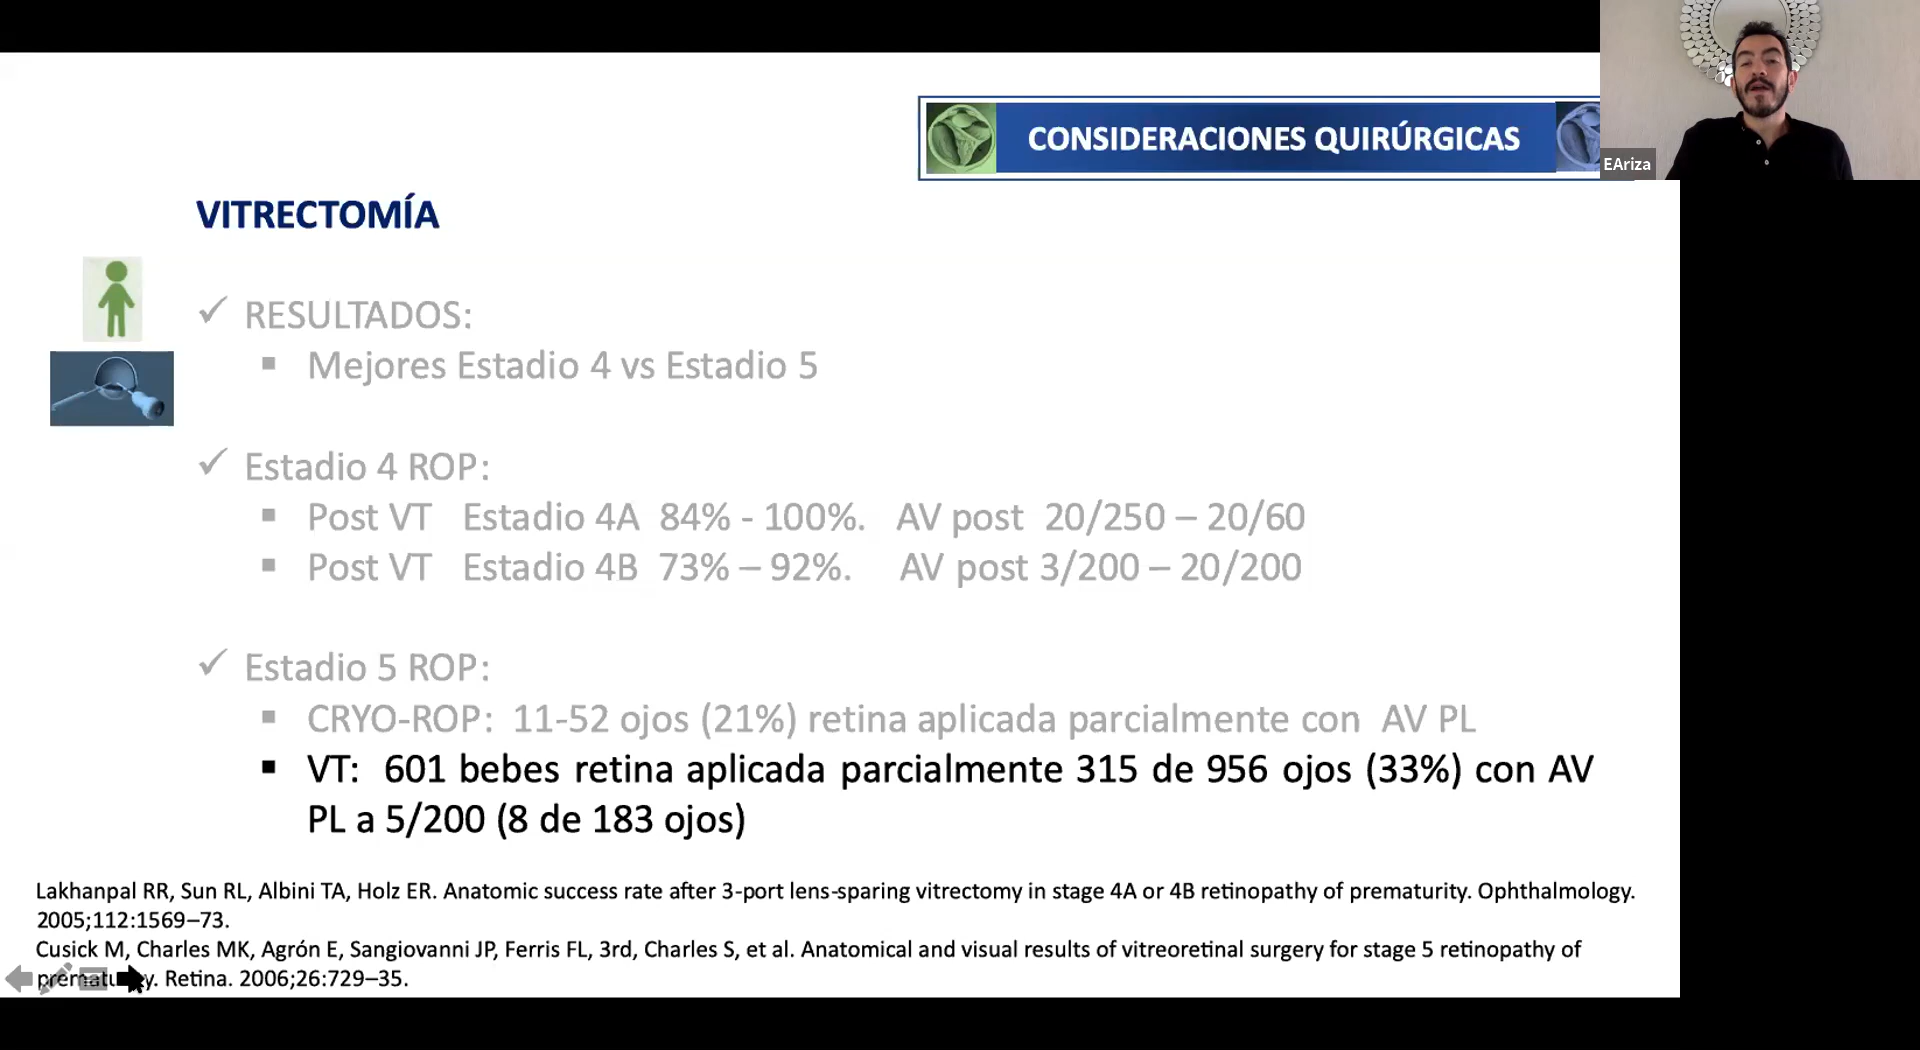 CONSIDERACIONES QUIRÚRGICAS
EAriza
VITRECTOMÍA
✓ RESULTADOS:
▪ Mejores Estadio 4 vs Estadio 5
✓ Estadio 4 ROP:
▪ Post VT Estadio 4A 84% - 100%. AV post 20/250 – 20/60
▪ Post VT Estadio 4B 73% – 92%. AV post 3/200 – 20/200
✓ Estadio 5 ROP:
▪ CRYO-ROP: 11-52 ojos (21%) retina aplicada parcialmente con AV PL
▪ VT: 601 bebes retina aplicada parcialmente 315 de 956 ojos (33%) con AV
PL a 5/200 (8 de 183 ojos)
Lakhanpal RR, Sun RL, Albini TA, Holz ER. Anatomic success rate after 3-port lens-sparing vitrectomy in stage 4A or 4B retinopathy of prematurity. Ophthalmology.
2005;112:1569–73.
Cusick M, Charles MK, Agrón E, Sangiovanni JP, Ferris FL, 3rd, Charles S, et al. Anatomical and visual results of vitreoretinal surgery for stage 5 retinopathy of
Retina. 2006;26:729–35.